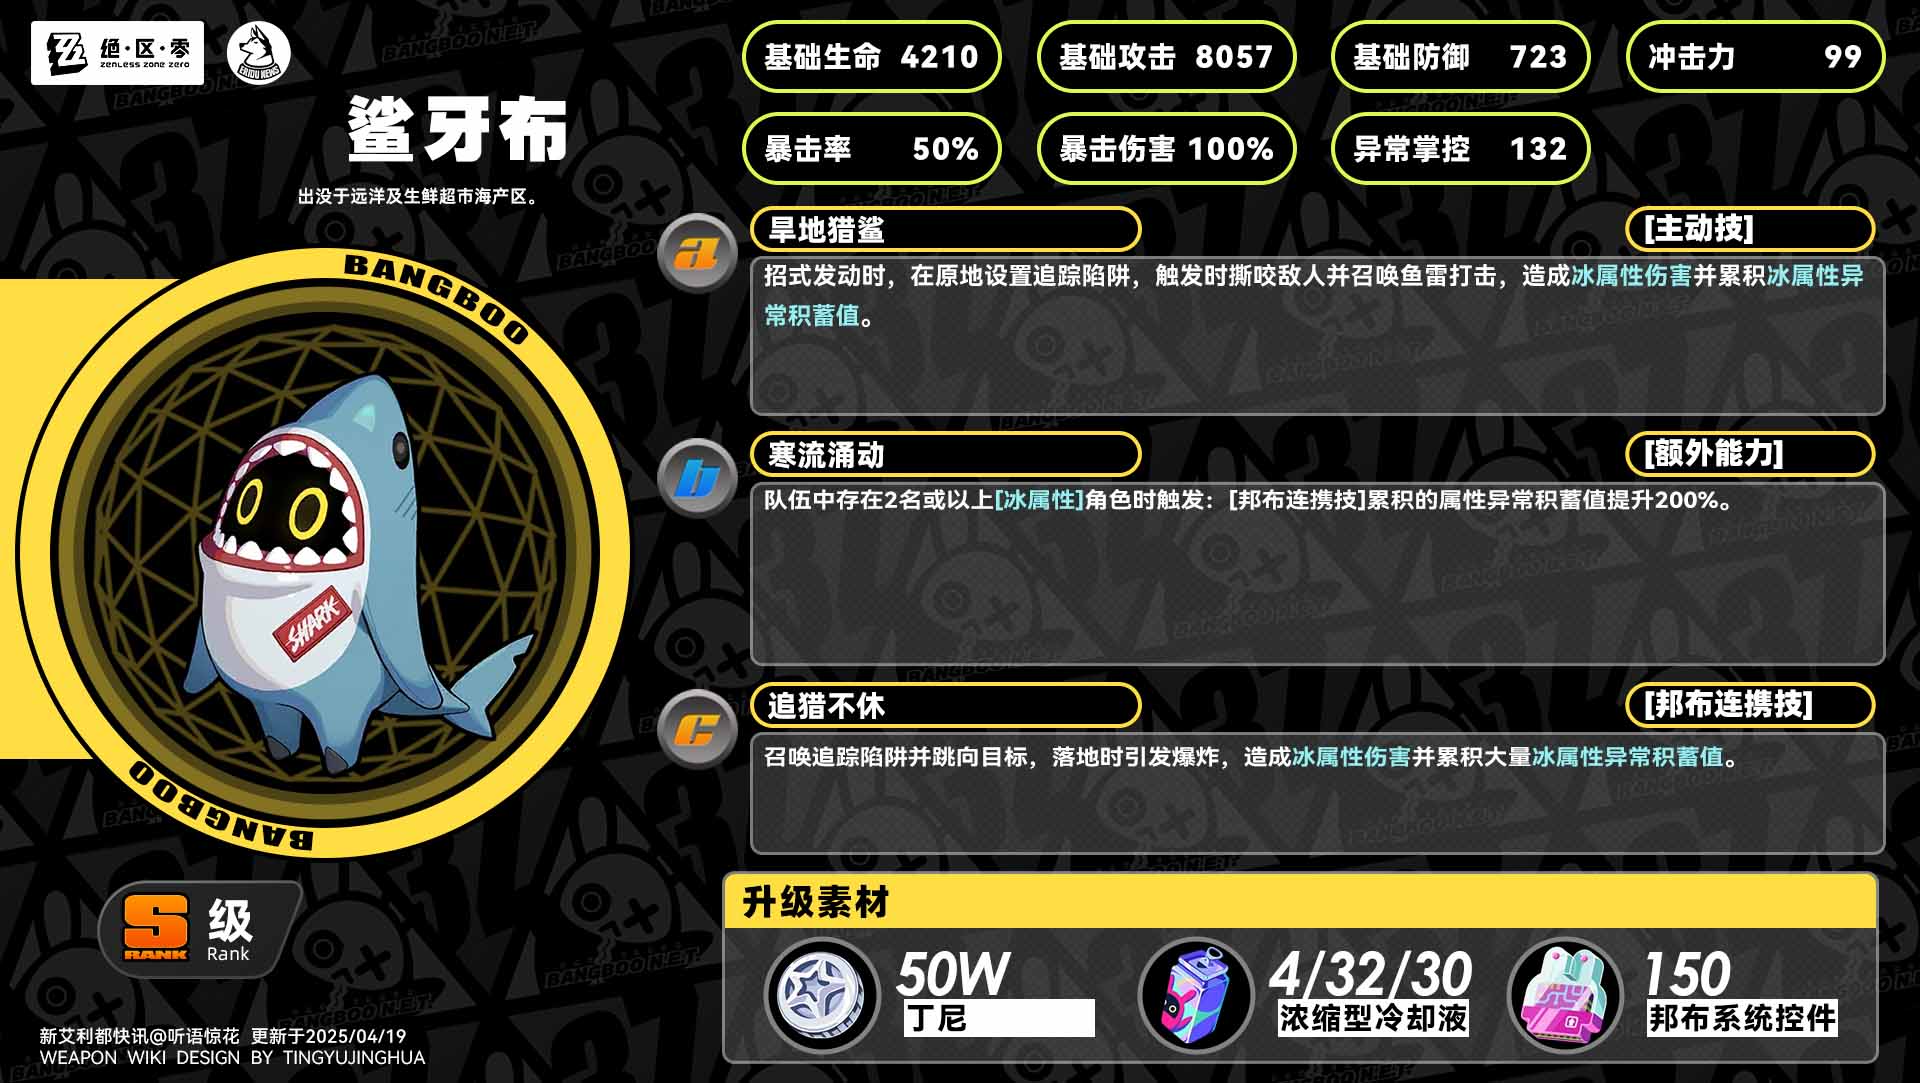 绝·区·零
ZENLESS ZONE ZERO
ERIDU NEWS
鲨牙布
出没于远洋及生鲜超市海产区。
基础生命 4210
基础攻击 8057
基础防御 723
冲击力 99
暴击率 50%
暴击伤害 100%
异常掌控 132
BANGBOO
SHARK
BANGBOO
S
RANK
级
Rank
a
旱地猎鲨
[主动技]
招式发动时，在原地设置追踪陷阱，触发时撕咬敌人并召唤鱼雷打击，造成冰属性伤害并累积冰属性异
常积蓄值。
b
寒流涌动
[额外能力]
队伍中存在2名或以上[冰属性]角色时触发：[邦布连携技]累积的属性异常积蓄值提升200%。
c
追猎不休
[邦布连携技]
召唤追踪陷阱并跳向目标，落地时引发爆炸，造成冰属性伤害并累积大量冰属性异常积蓄值。
升级素材
50W
丁尼
4/32/30
浓缩型冷却液
150
邦布系统控件
新艾利都快讯@听语惊花 更新于2025/04/19
WEAPON WIKI DESIGN BY TINGYUJINGHUA
BANGBOO N.E.T